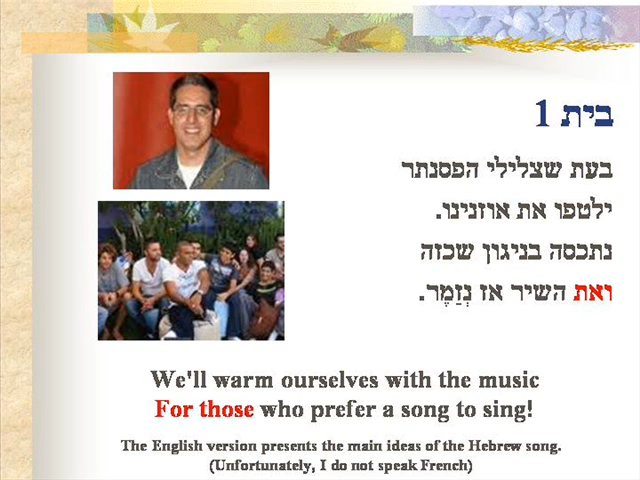 בית 1
בעת שצלילי הפסנתר
ילטפו את אוזנינו.
נתכסה בניגון שכזה
ואת השיר אז נְזַמֶר.
We'll warm ourselves with the music
For those who prefer a song to sing!
The English version presents the main ideas of the Hebrew song.
(Unfortunately, I do not speak French)